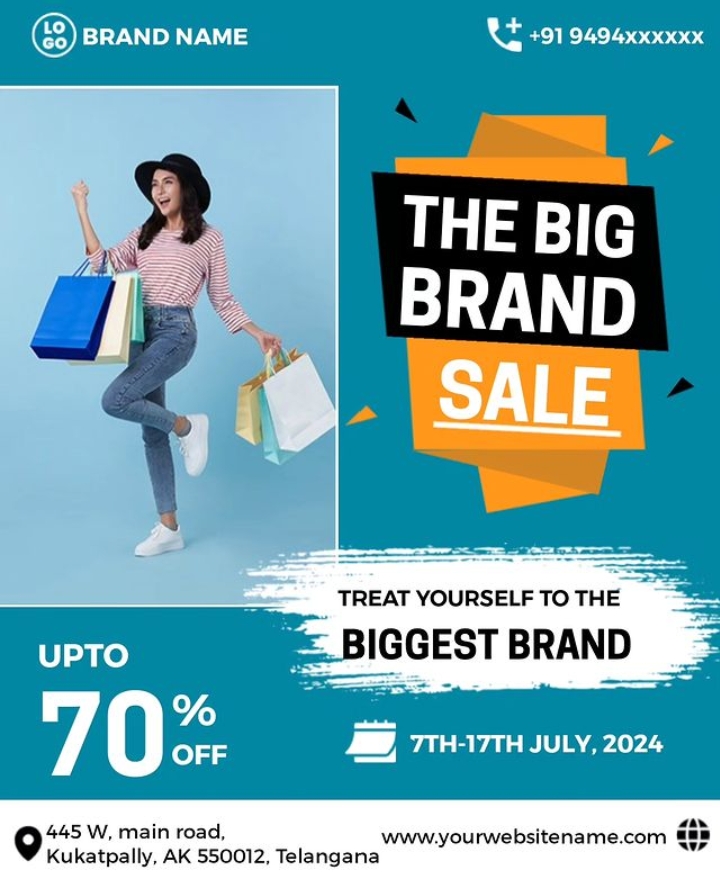 LO
GO
BRAND NAME
+91 9494xxxxxx
THE BIG
BRAND
SALE
TREAT YOURSELF TO THE
BIGGEST BRAND
UPTO
70%
OFF
7TH-17TH JULY, 2024
445 W, main road,
Kukatpally, AK 550012, Telangana
www.yourwebsitename.com